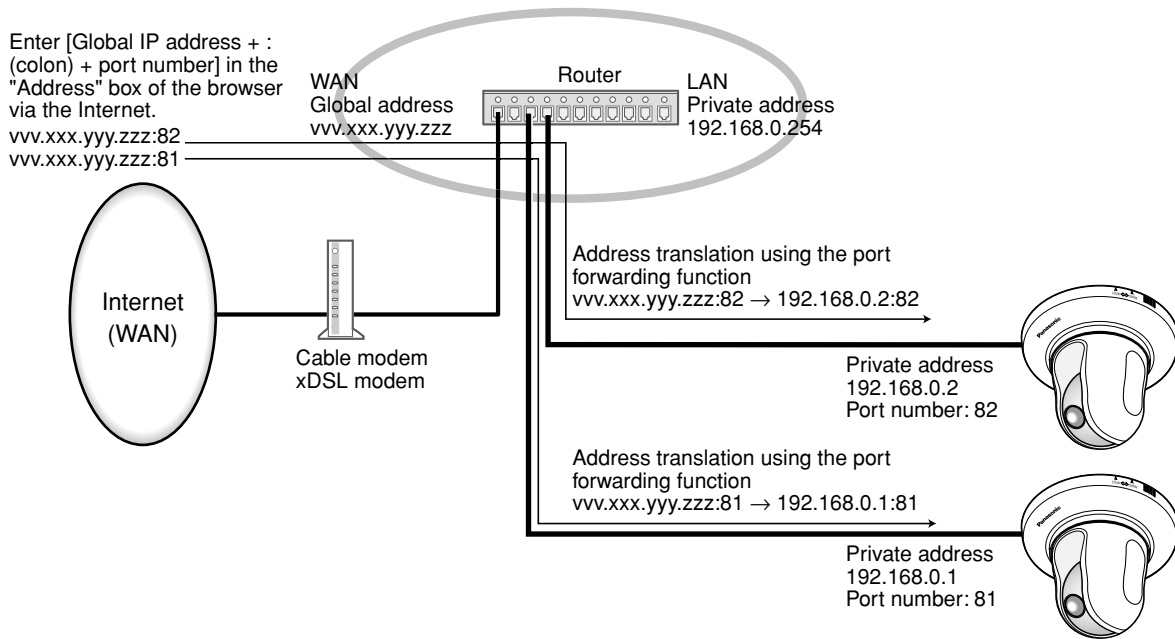 Enter [Global IP address + :
(colon) + port number] in the
"Address" box of the browser
via the Internet.
vvv.xxx.yyy.zzz:82
vvv.xxx.yyy.zzz:81
WAN
Global address
vvv.xxx.yyy.zzz
Router
LAN
Private address
192.168.0.254
Internet
(WAN)
Cable modem
xDSL modem
Address translation using the port
forwarding function
vvv.xxx.yyy.zzz:82 → 192.168.0.2:82
Panasonic
Private address
192.168.0.2
Port number: 82
Address translation using the port
forwarding function
vvv.xxx.yyy.zzz:81 → 192.168.0.1:81
Panasonic
Private address
192.168.0.1
Port number: 81